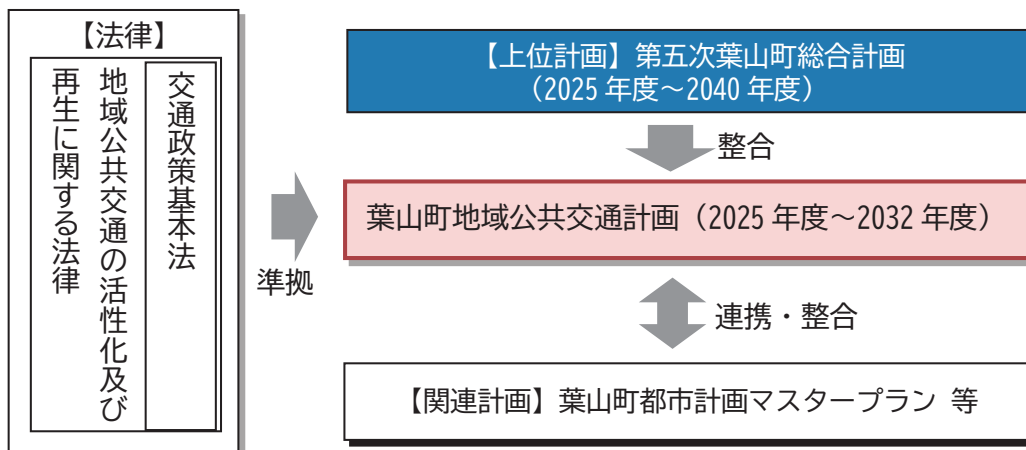 【法律】
交通政策基本法
地域公共交通の活性化及び
再生に関する法律
準拠
【上位計画】第五次葉山町総合計画
（2025 年度～2040 年度）
整合
葉山町地域公共交通計画（2025 年度～2032 年度）
連携・整合
【関連計画】葉山町都市計画マスタープラン 等